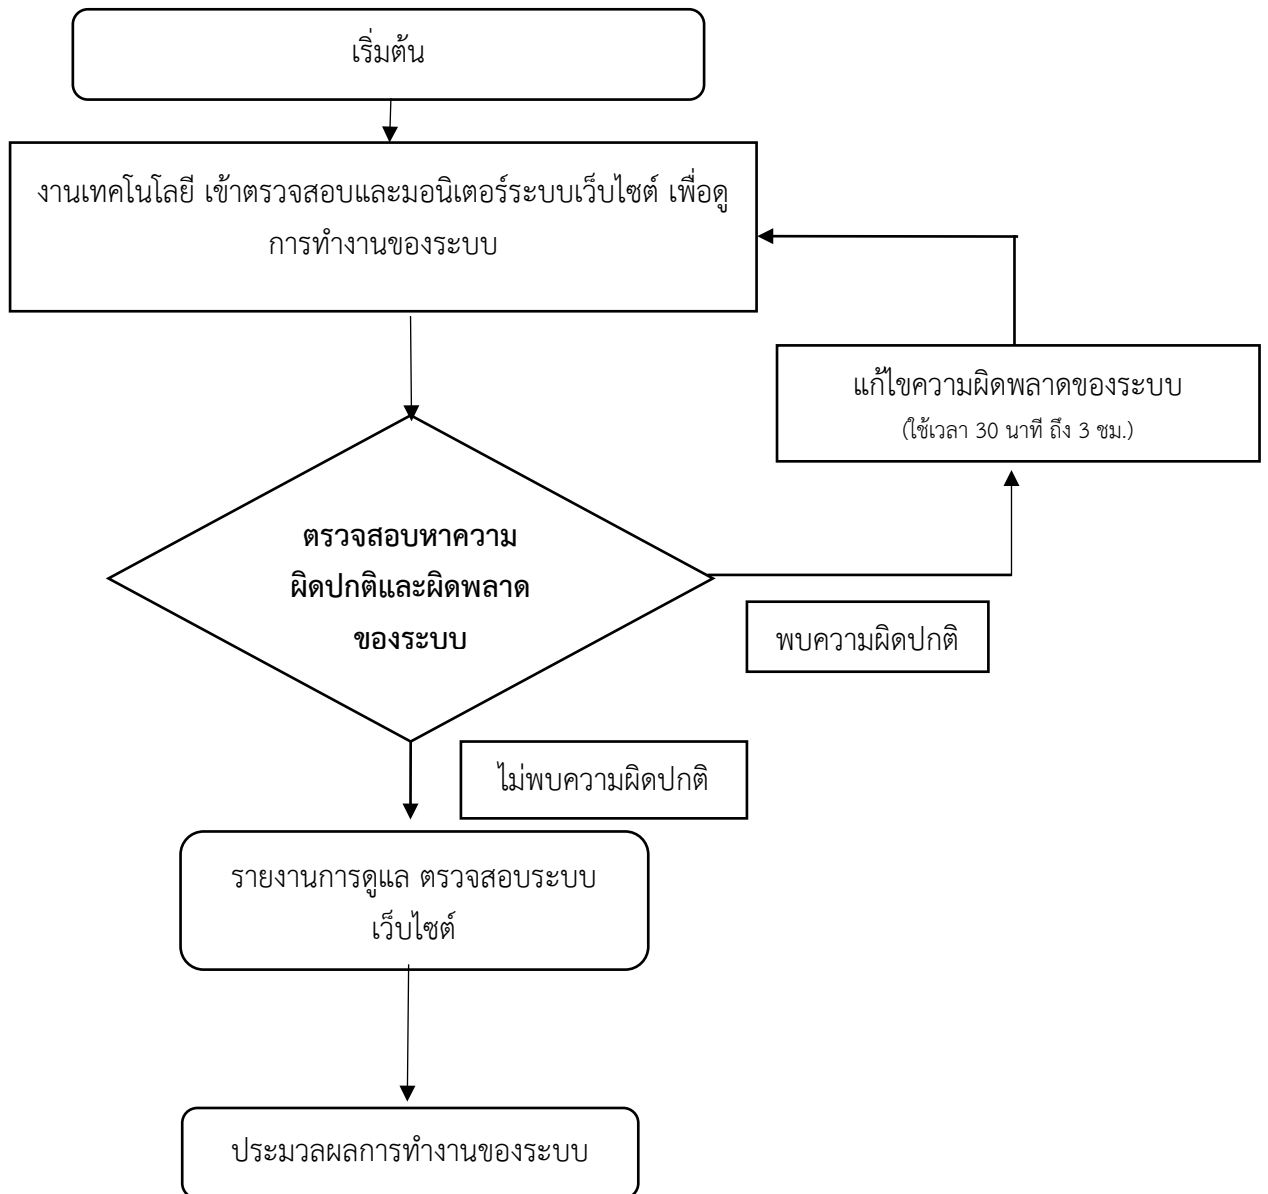 เริ่มต้น
งานเทคโนโลยี เข้าตรวจสอบและมอนิเตอร์ระบบเว็บไซต์ เพื่อดู
การทำงานของระบบ
แก้ไขความผิดพลาดของระบบ
(ใช้เวลา 30 นาที ถึง 3 ชม.)
ตรวจสอบหาความ
ผิดปกติและผิดพลาด
ของระบบ
พบความผิดปกติ
ไม่พบความผิดปกติ
รายงานการดูแล ตรวจสอบระบบ
เว็บไซต์
ประมวลผลการทำงานของระบบ